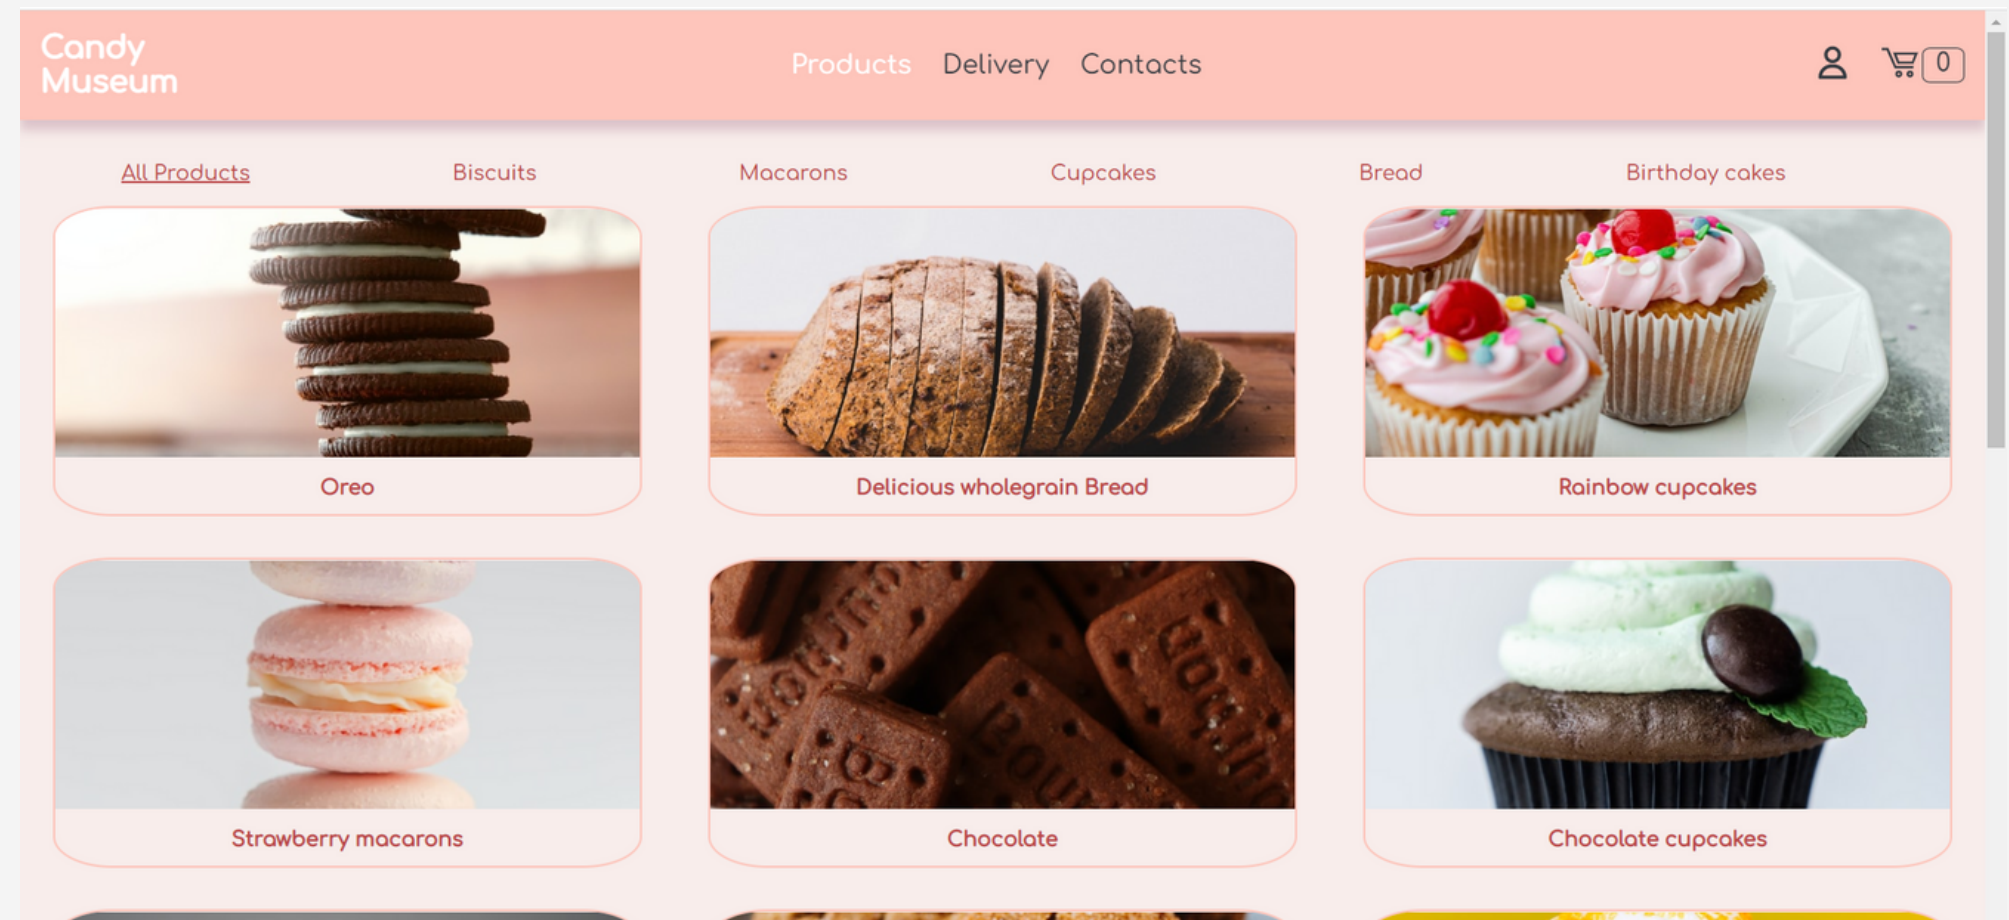 Candy
Museum
Products Delivery Contacts
0
All Products Biscuits Macarons Cupcakes Bread Birthday cakes
Oreo Delicious wholegrain Bread Rainbow cupcakes
Strawberry macarons Chocolate Chocolate cupcakes